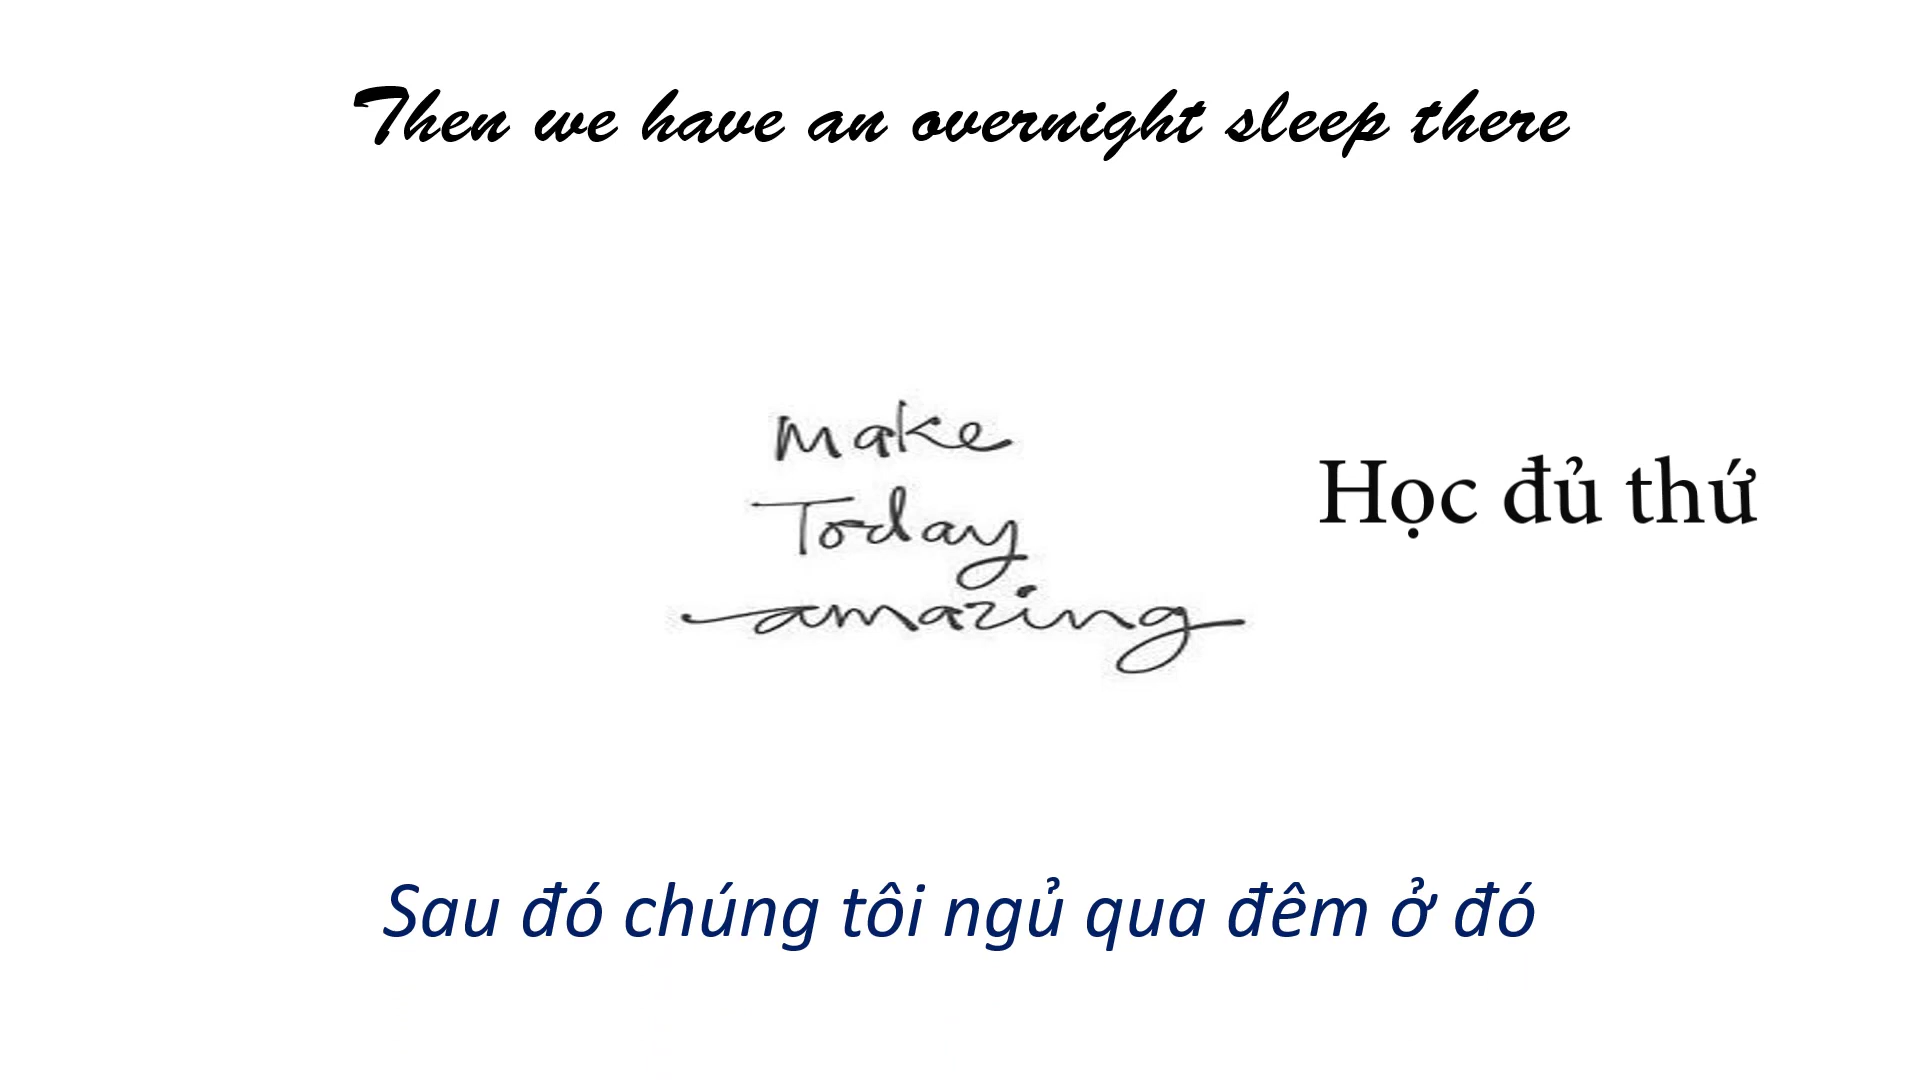 Then we have an overnight sleep there
make
Today
amazing
Học đủ thứ
Sau đó chúng tôi ngủ qua đêm ở đó